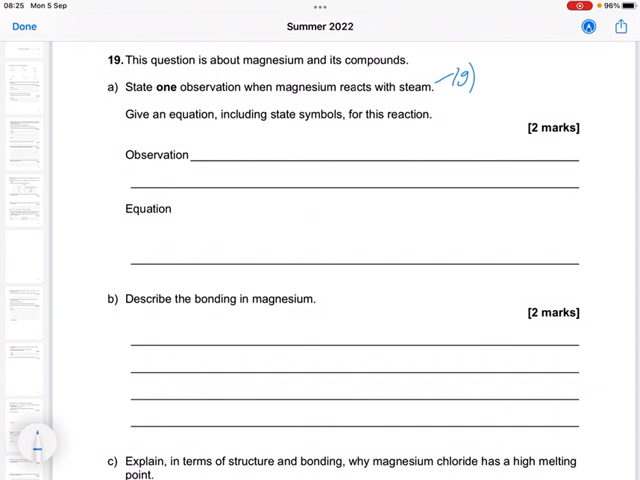 08:25 Mon 5 Sep
96%
Done
Summer 2022
19. This question is about magnesium and its compounds.
a) State one observation when magnesium reacts with steam. -(g)
Give an equation, including state symbols, for this reaction.
[2 marks]
Observation
Equation
b) Describe the bonding in magnesium.
[2 marks]
c) Explain, in terms of structure and bonding, why magnesium chloride has a high melting
point.